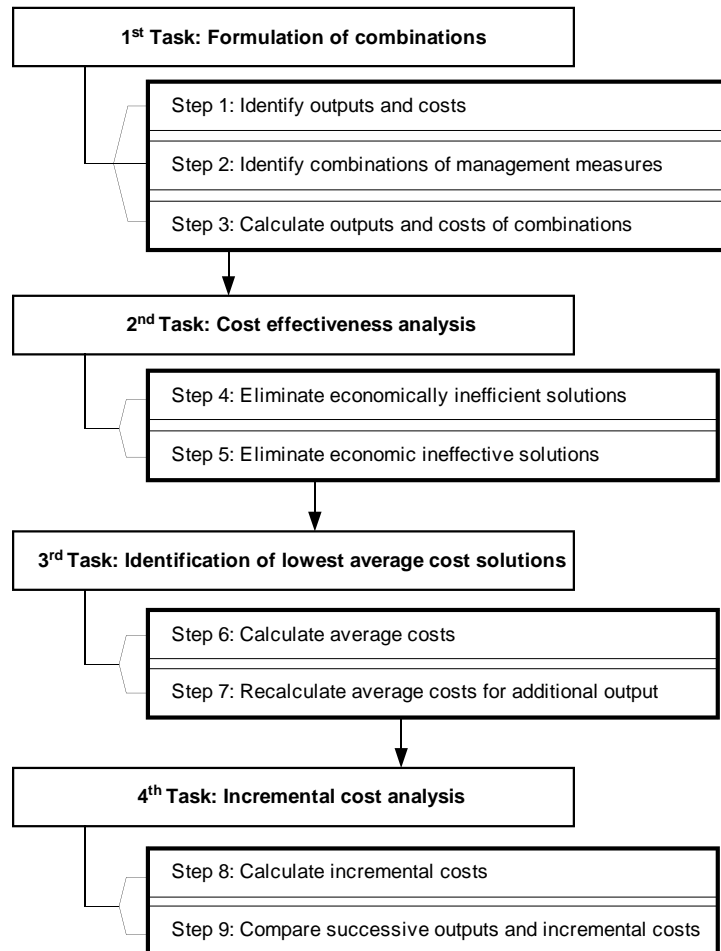 1st Task: Formulation of combinations
Step 1: Identify outputs and costs
Step 2: Identify combinations of management measures
Step 3: Calculate outputs and costs of combinations
2nd Task: Cost effectiveness analysis
Step 4: Eliminate economically inefficient solutions
Step 5: Eliminate economic ineffective solutions
3rd Task: Identification of lowest average cost solutions
Step 6: Calculate average costs
Step 7: Recalculate average costs for additional output
4th Task: Incremental cost analysis
Step 8: Calculate incremental costs
Step 9: Compare successive outputs and incremental costs